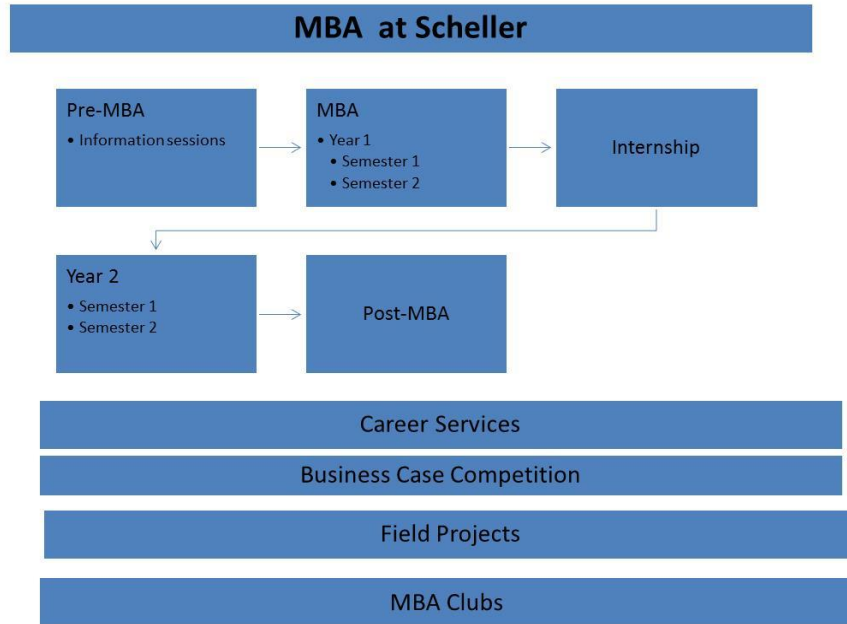 MBA at Scheller
Pre-MBA
• Information sessions
MBA
• Year 1
• Semester 1
• Semester 2
Internship
Year 2
• Semester 1
• Semester 2
Post-MBA
Career Services
Business Case Competition
Field Projects
MBA Clubs